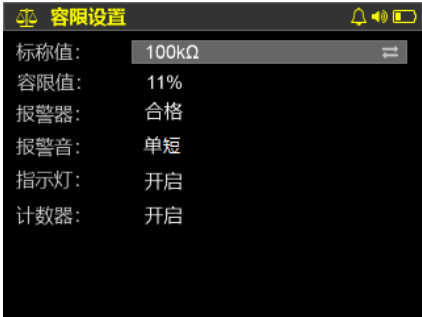 容限设置
标称值: 100kΩ
容限值: 11%
报警器: 合格
报警音: 单短
指示灯: 开启
计数器: 开启